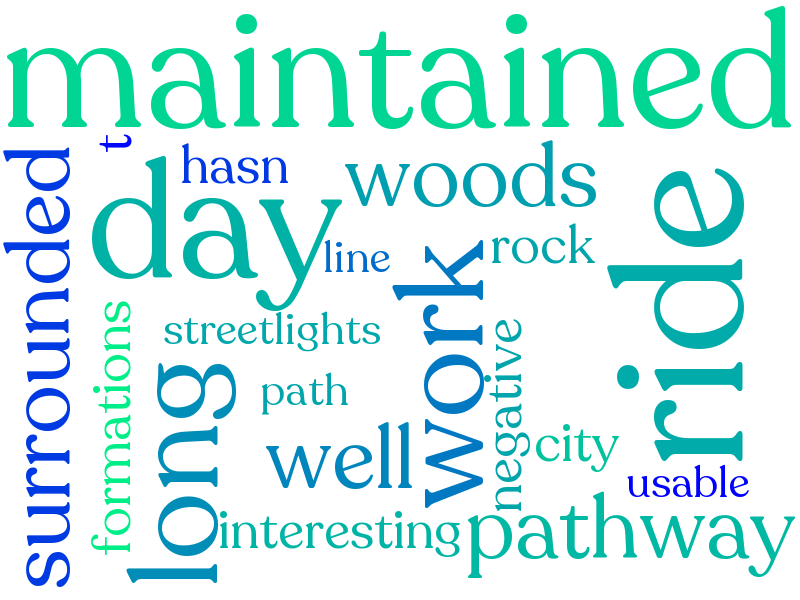 maintained
t
hasn
woods
surrounded
day
ride
rock
line
work
formations
streetlights
negative
long
path
well
city
usable
interesting
pathway